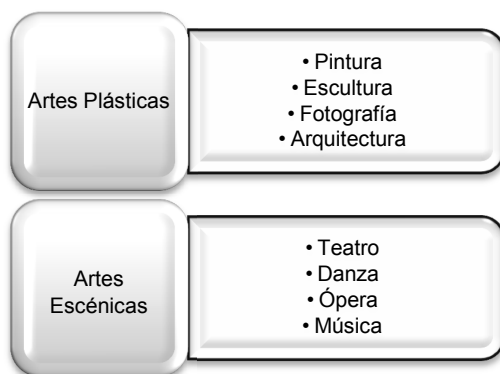 Artes Plásticas
• Pintura
• Escultura
• Fotografía
• Arquitectura
Artes
Escénicas
• Teatro
• Danza
• Ópera
• Música